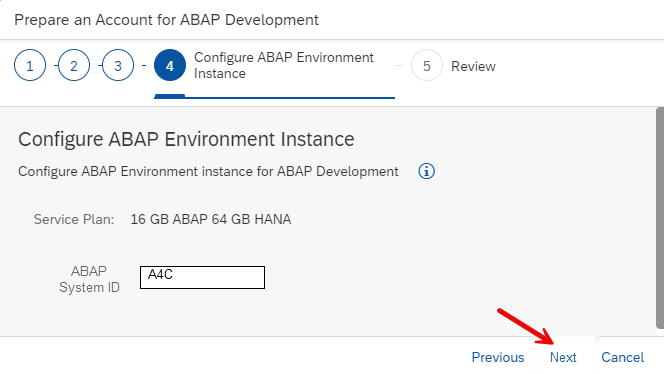 Prepare an Account for ABAP Development
1 - 2 - 3 - 4 Configure ABAP Environment
Instance
5 Review
Configure ABAP Environment Instance
Configure ABAP Environment instance for ABAP Development
Service Plan: 16 GB ABAP 64 GB HANA
ABAP
System ID
A4C
Previous Next Cancel